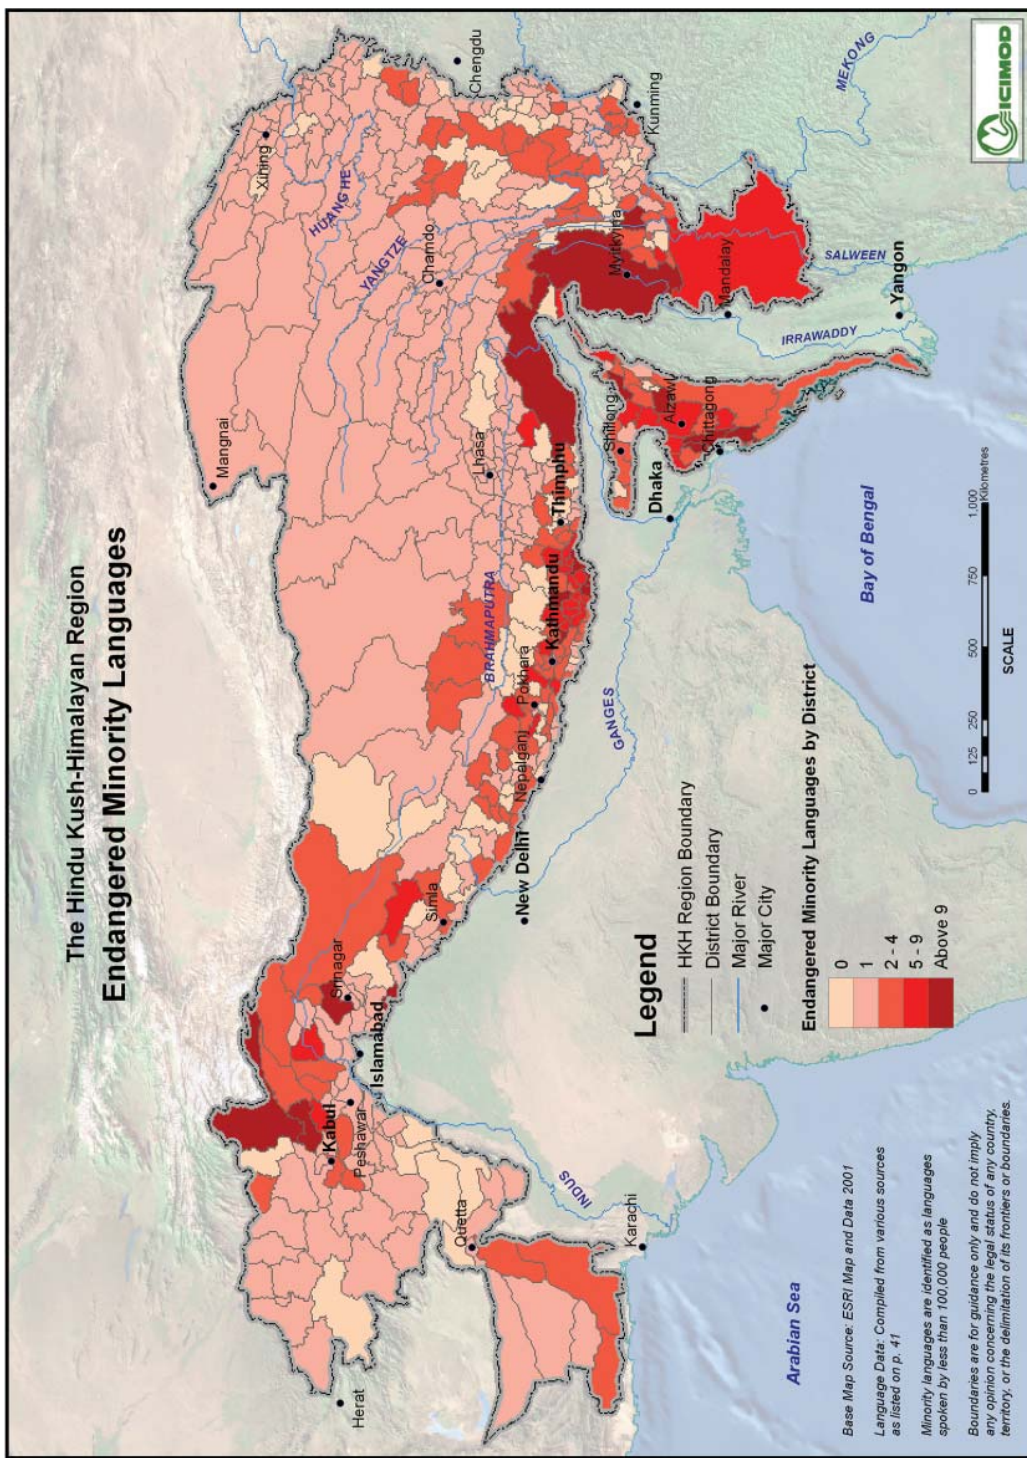 The Hindu Kush-Himalayan Region
Endangered Minority Languages
Mangnai
Xining
HUANG HE
YANGTZE
Chamdo
Chengdu
Lhasa
BRAHMAPUTRA
Srinagar
Simla
Islamabad
Kabul
Peshawar
Herat
Quetta
INDUS
Karachi
New Delhi
Nepalganj
Pokhara
Kathmandu
Thimphu
GANGES
Dhaka
Shillong
Aizawl
Chittagong
Myitkyina
Kunming
MEKONG
Mandalay
SALWEEN
IRRAWADDY
Yangon
Arabian Sea
Bay of Bengal
Legend
HKH Region Boundary
District Boundary
Major River
Major City
Endangered Minority Languages by District
0
1
2 - 4
5 - 9
Above 9
0 125 250 500 750 1,000
Kilometres
SCALE
Base Map Source: ESRI Map and Data 2001
Language Data: Compiled from various sources
as listed on p. 41
Minority languages are identified as languages
spoken by less than 100,000 people
Boundaries are for guidance only and do not imply
any opinion concerning the legal status of any country,
territory, or the delimitation of its frontiers or boundaries.
ICIMOD